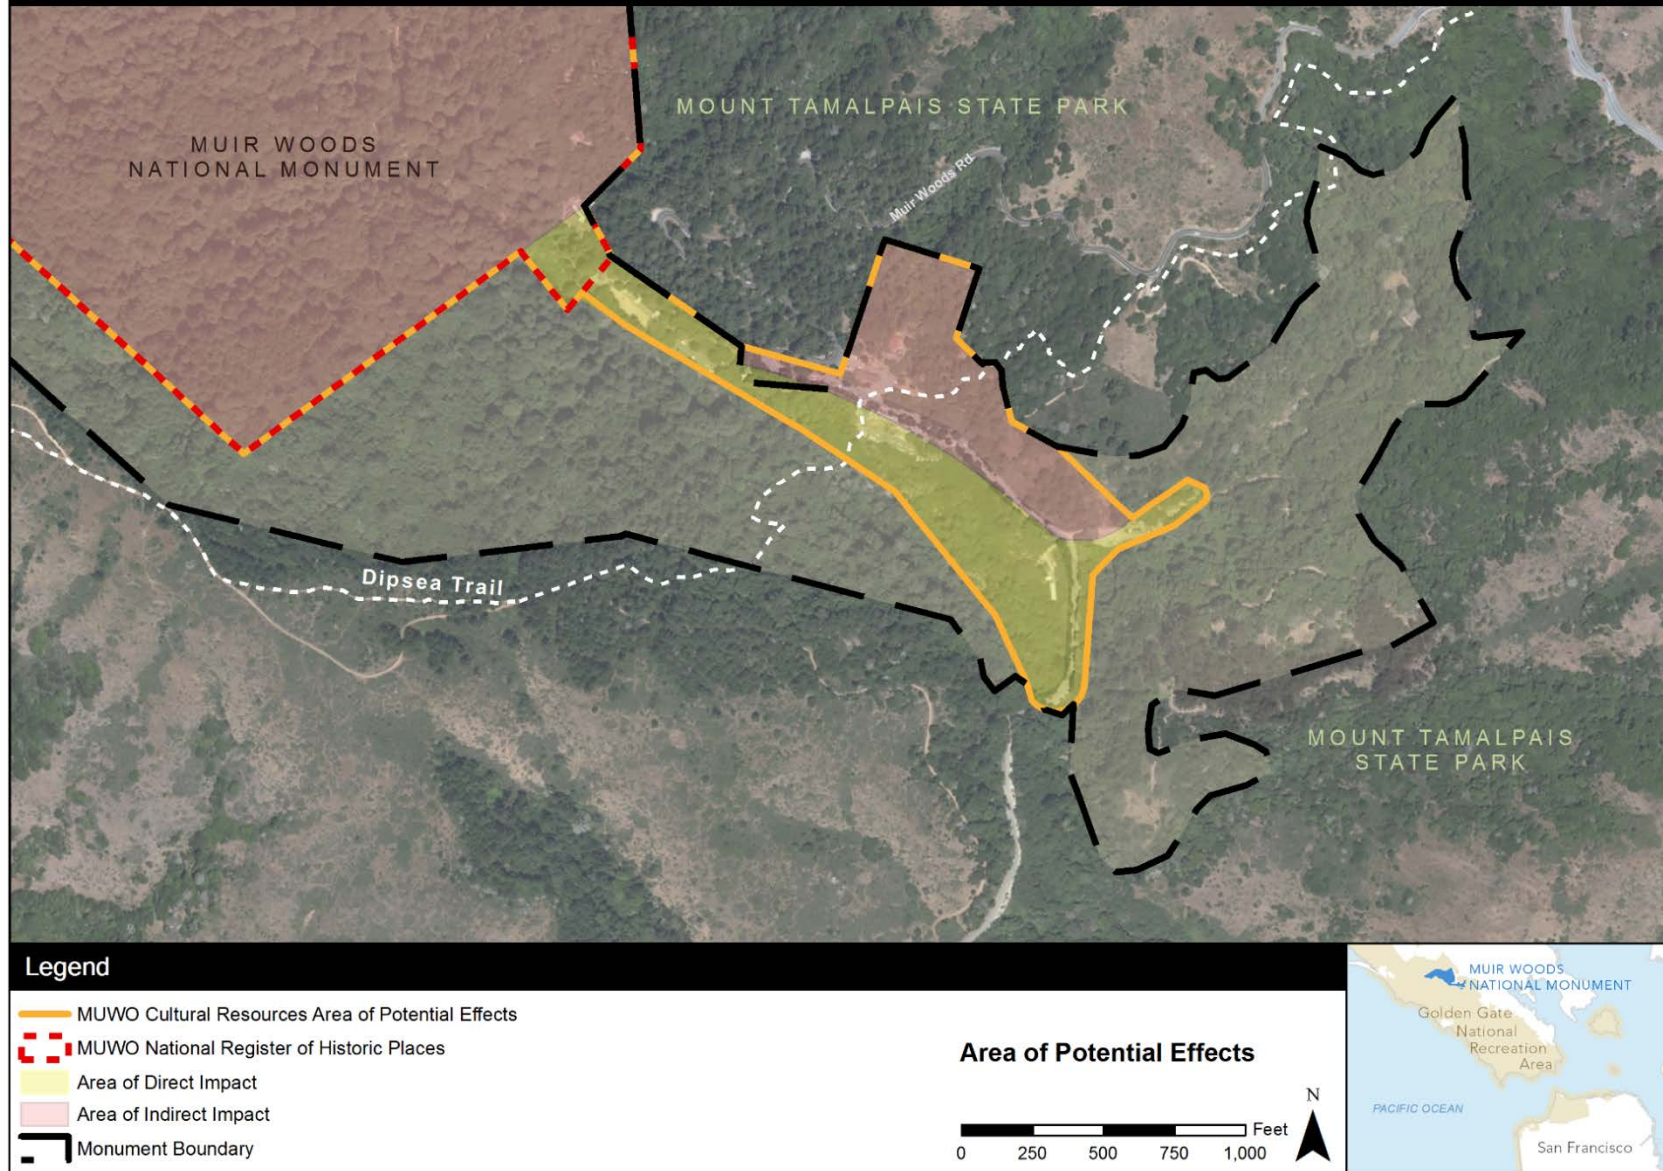 MOUNT TAMALPAIS STATE PARK
MUIR WOODS
NATIONAL MONUMENT
Muir Woods Rd
Dipsea Trail
MOUNT TAMALPAIS
STATE PARK
Legend
MUWO Cultural Resources Area of Potential Effects
MUWO National Register of Historic Places
Area of Direct Impact
Area of Indirect Impact
Monument Boundary
Area of Potential Effects
N
Feet
0 250 500 750 1,000
MUIR WOODS
NATIONAL MONUMENT
Golden Gate
National
Recreation
Area
PACIFIC OCEAN
San Francisco